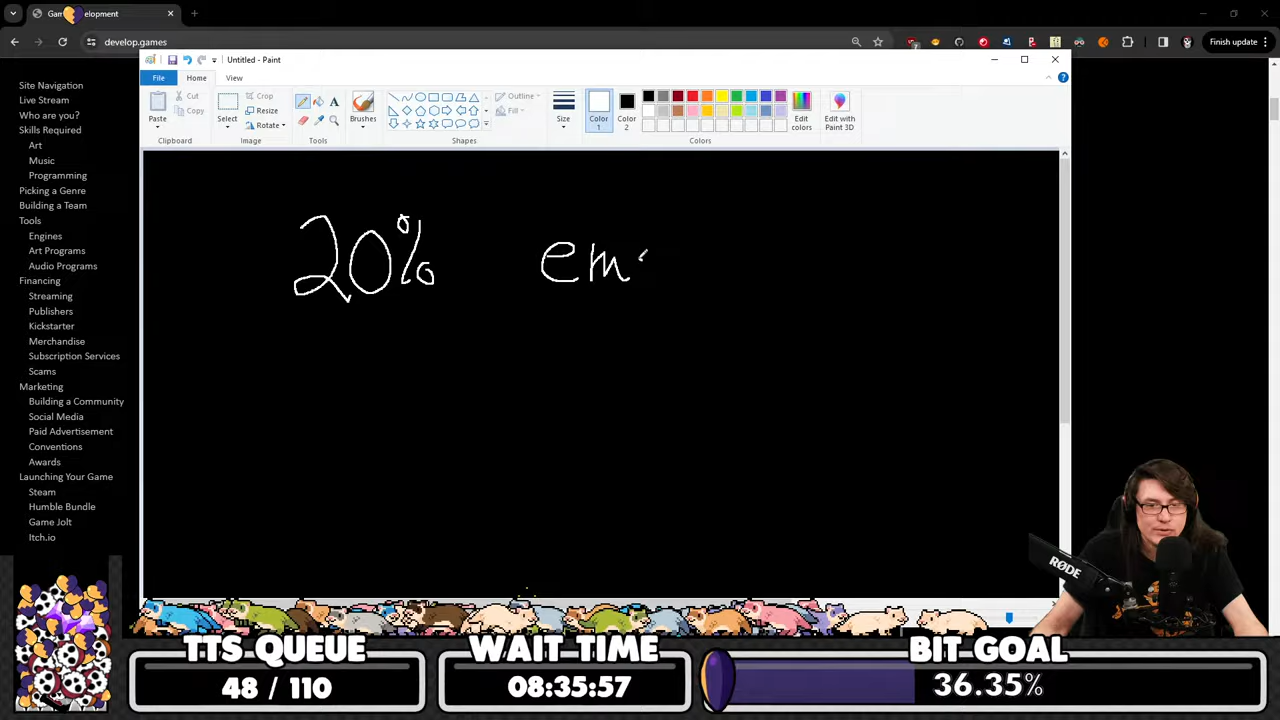 Gam elopment
develop.games
Finish update
Site Navigation
Live Stream
Who are you?
Skills Required
Art
Music
Programming
Picking a Genre
Building a Team
Tools
Engines
Art Programs
Audio Programs
Financing
Streaming
Publishers
Kickstarter
Merchandise
Subscription Services
Scams
Marketing
Building a Community
Social Media
Paid Advertisement
Conventions
Awards
Launching Your Game
Steam
Humble Bundle
Game Jolt
Itch.io
Untitled - Paint
File Home View
Paste
Cut
Copy
Clipboard
Select
Crop
Resize
Rotate
Image
A
Tools
Brushes
Outline
Fill
Shapes
Size
Color 1
Color 2
Edit colors
Edit with Paint 3D
Colors
20% em
RØDE
TTS QUEUE
48 / 110
WAIT TIME
08:35:57
BIT GOAL
36.35%